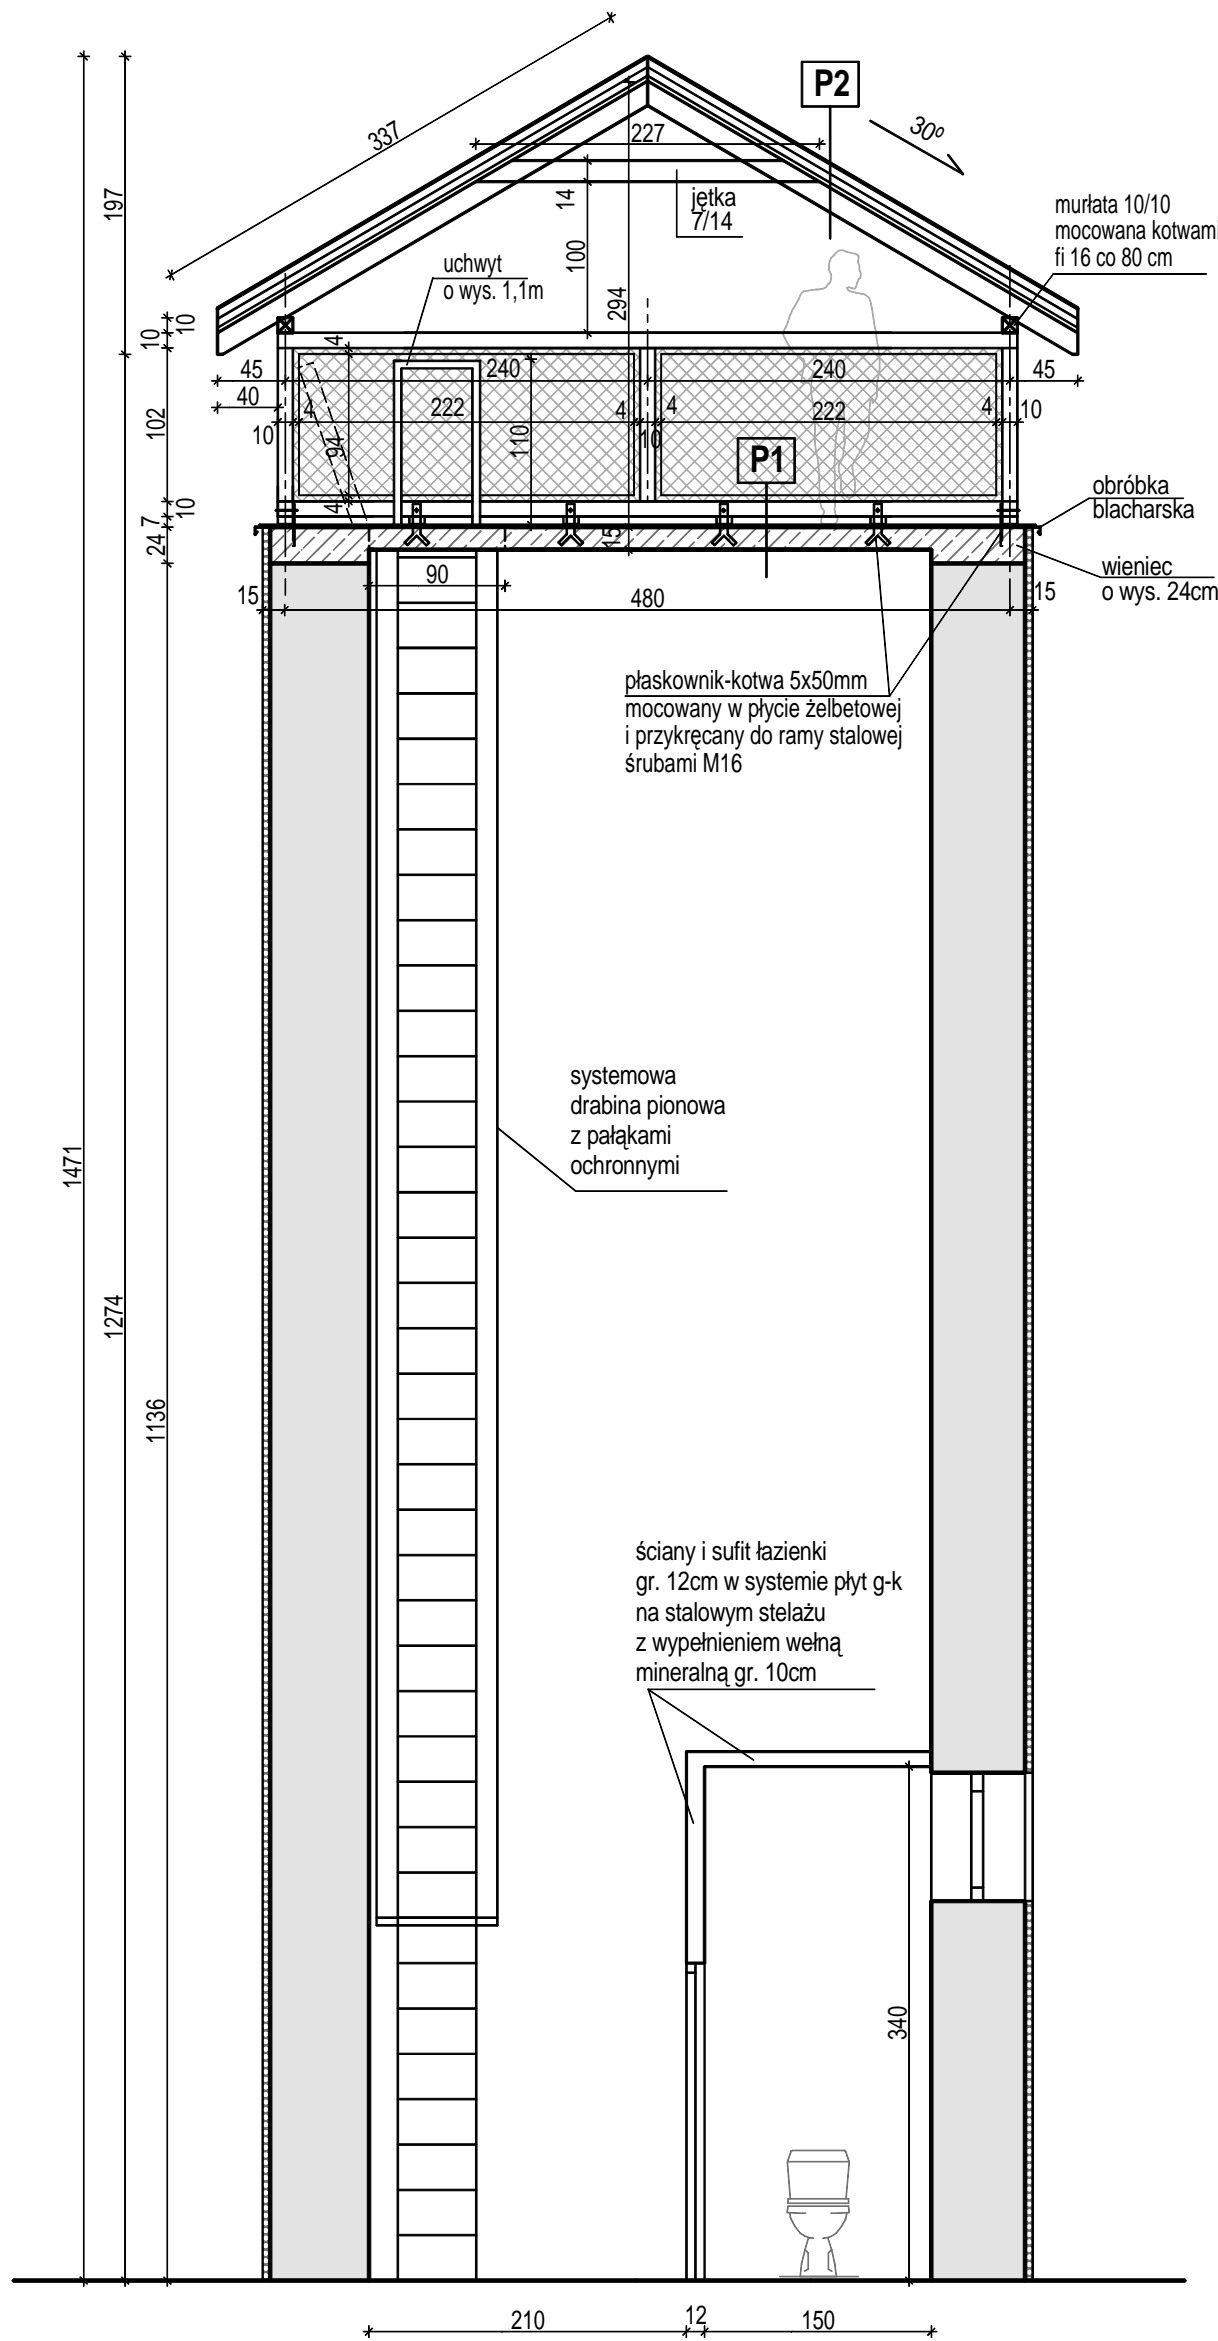 P2
30º
337
227
197
jętka
7/14
14
100
294
murłata 10/10
mocowana kotwami
fi 16 co 80 cm
uchwyt
o wys. 1,1m
10
10
45
240
240
45
40
4
222
4
4
222
4
10
10
10
102
4
94
4
110
P1
10
7
24
15
obróbka
blacharska
wieniec
o wys. 24cm
90
15
480
15
płaskownik-kotwa 5x50mm
mocowany w płycie żelbetowej
i przykręcany do ramy stalowej
śrubami M16
systemowa
drabina pionowa
z pałąkami
ochronnymi
1471
1274
1136
ściany i sufit łazienki
gr. 12cm w systemie płyt g-k
na stalowym stelażu
z wypełnieniem wełną
mineralną gr. 10cm
340
210
12
150